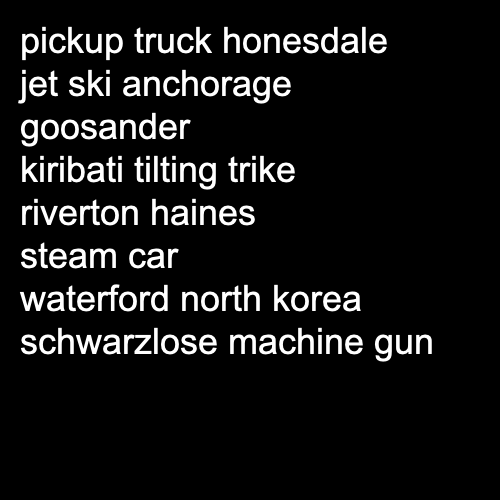 pickup truck honesdale
jet ski anchorage
goosander
kiribati tilting trike
riverton haines
steam car
waterford north korea
schwarzlose machine gun